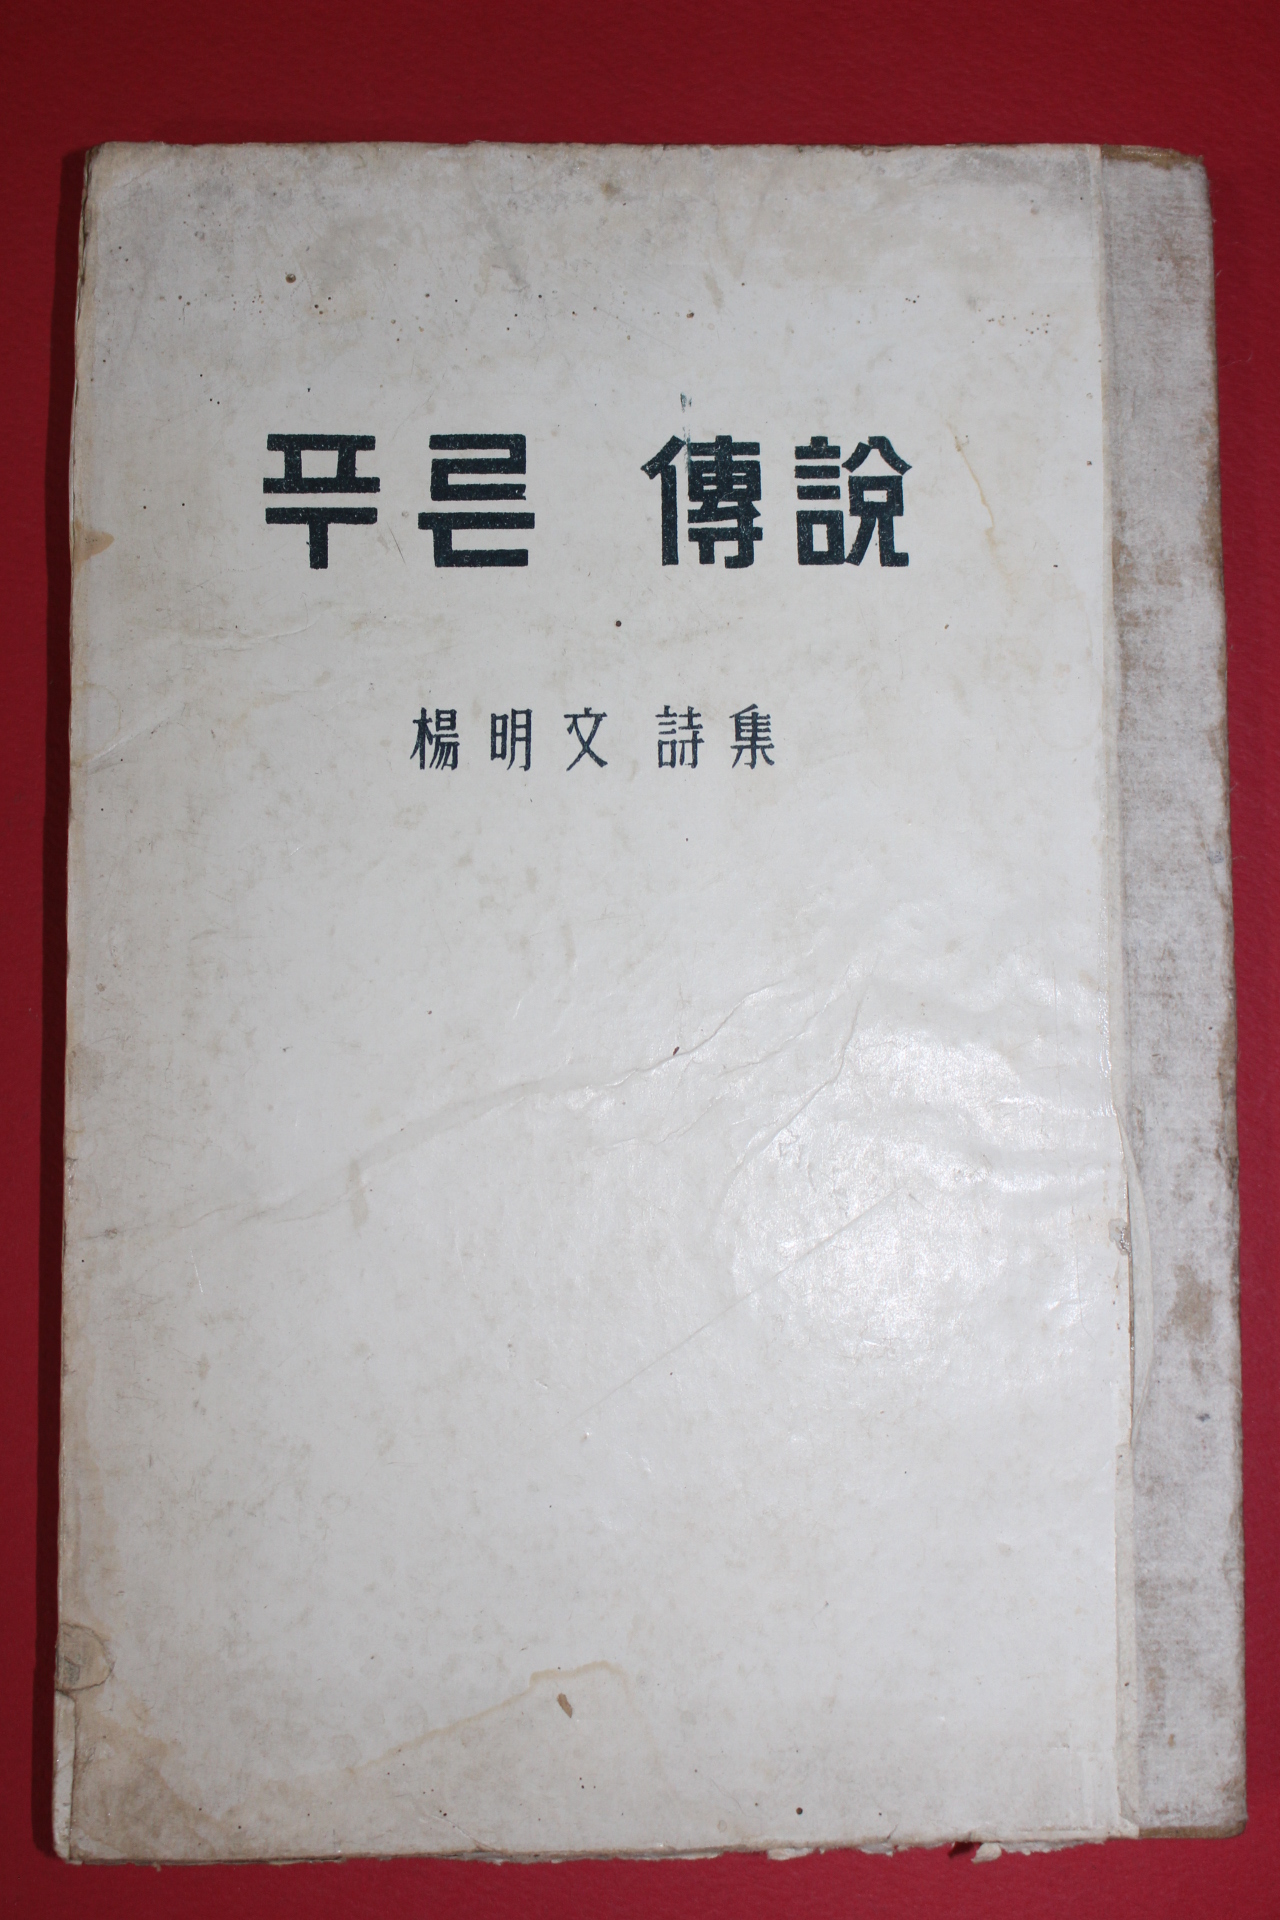 푸른 傳說
楊明文 詩集